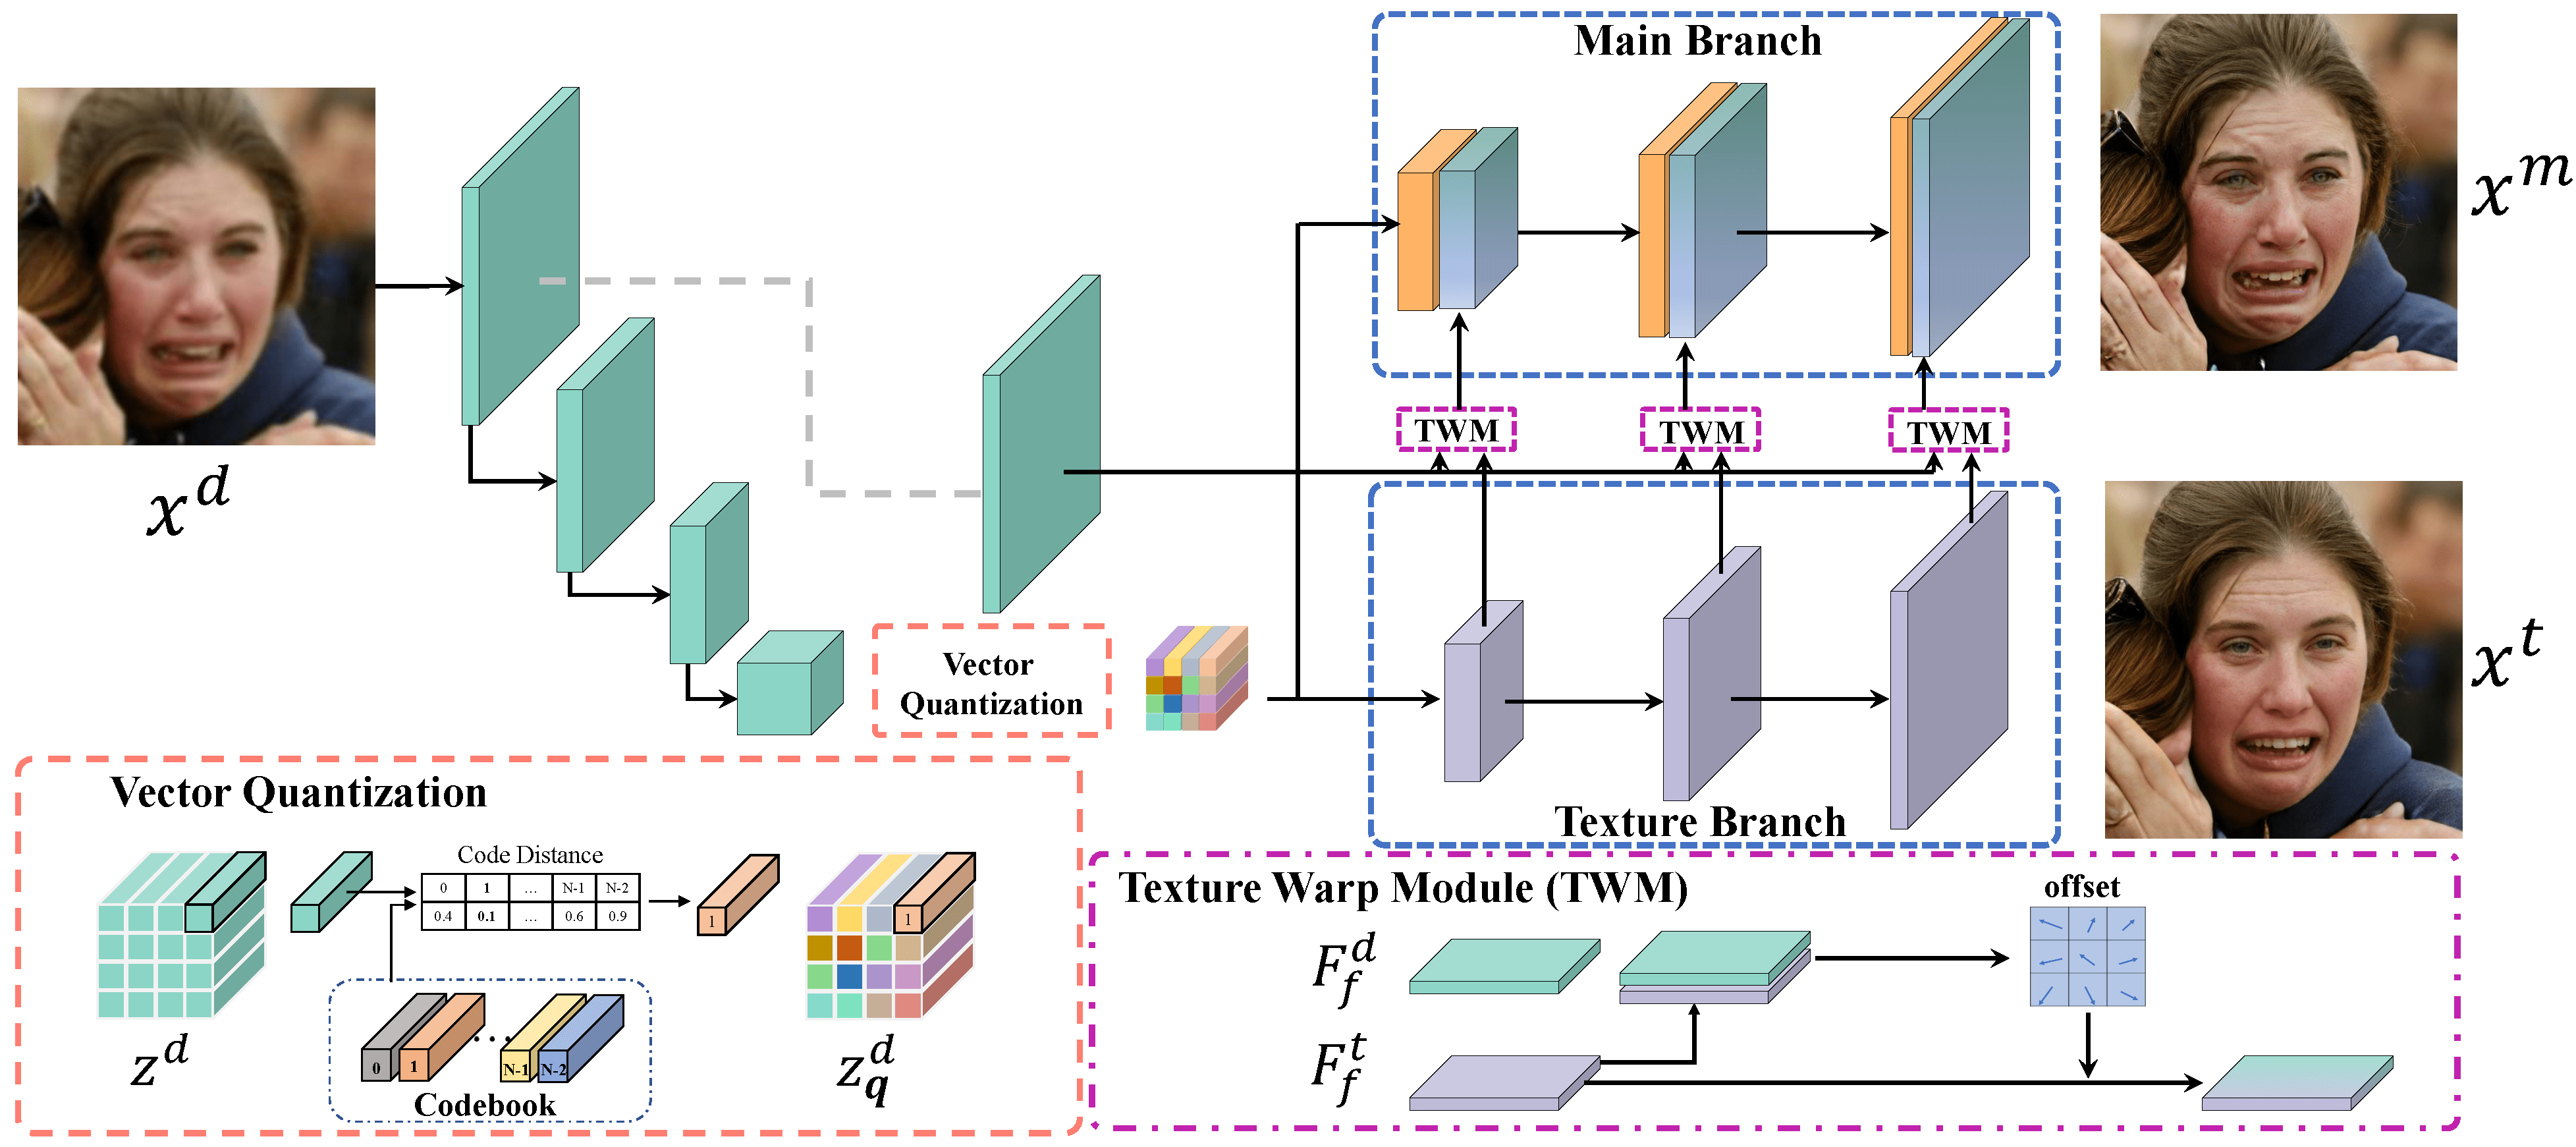 Main Branch
x^m
x^d
TWM TWM TWM
Vector
Quantization
x^t
Texture Branch
Vector Quantization
Code Distance
0 1 ... N-1 N-2
0.4 0.1 ... 0.6 0.9
1
1
z^d
0 1 ... N-1 N-2
Codebook
z_q^d
Texture Warp Module (TWM)
offset
F_f^d
F_f^t